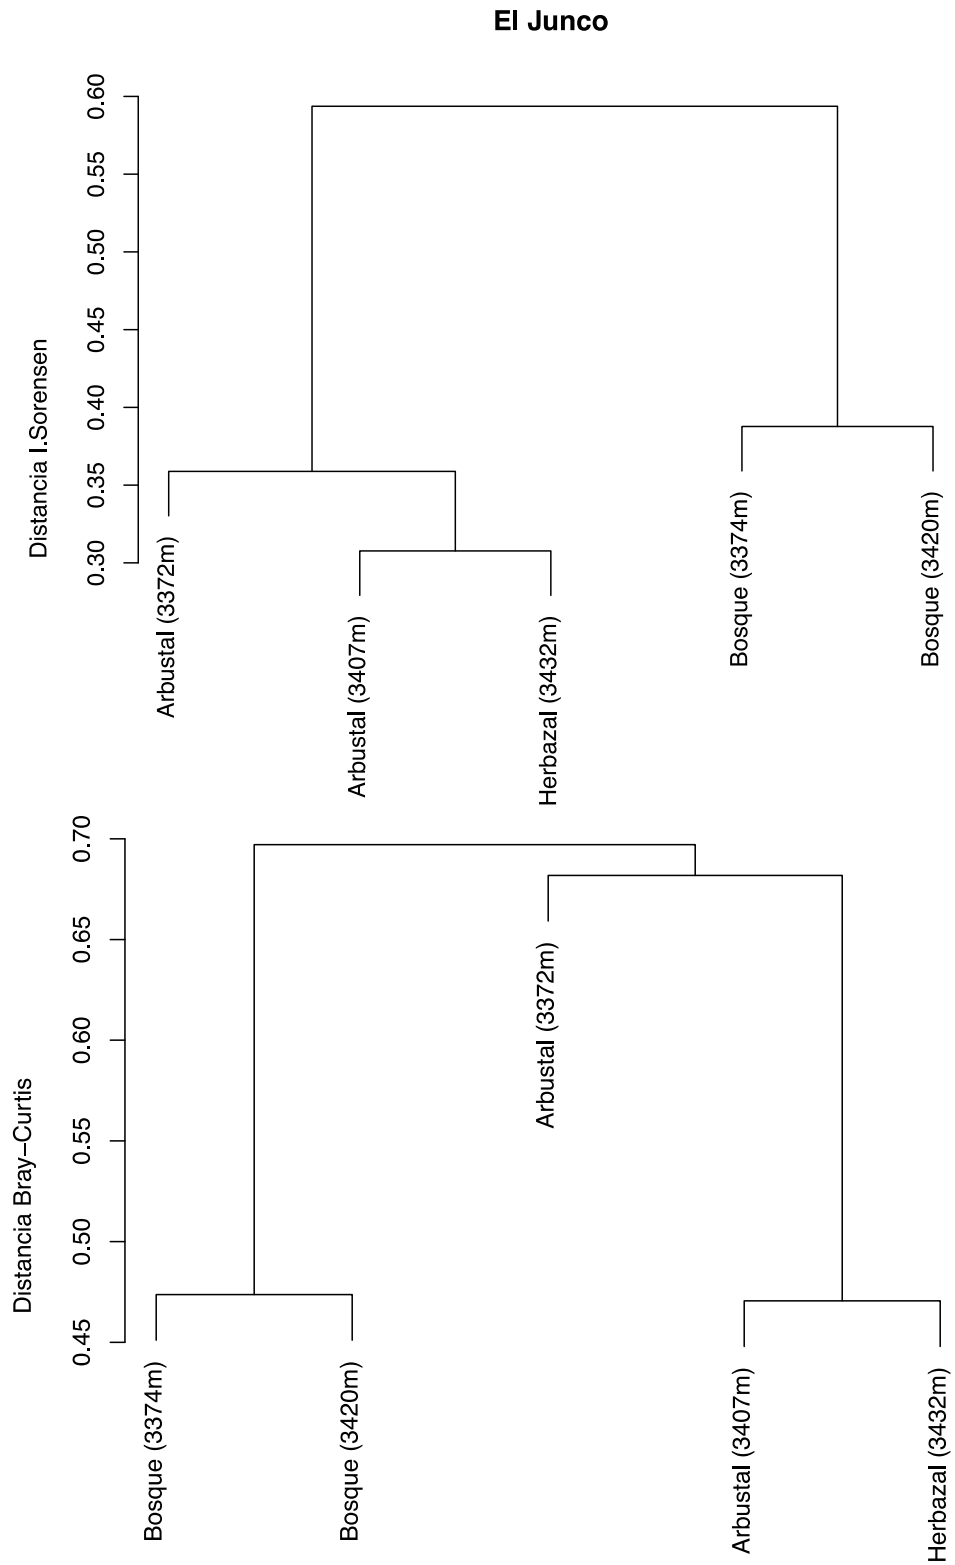 El Junco
Distancia I.Sorensen
0.60
0.55
0.50
0.45
0.40
0.35
0.30
Arbustal (3372m)
Arbustal (3407m)
Herbazal (3432m)
Bosque (3374m)
Bosque (3420m)
Distancia Bray–Curtis
0.70
0.65
0.60
0.55
0.50
0.45
Bosque (3374m)
Bosque (3420m)
Arbustal (3372m)
Arbustal (3407m)
Herbazal (3432m)